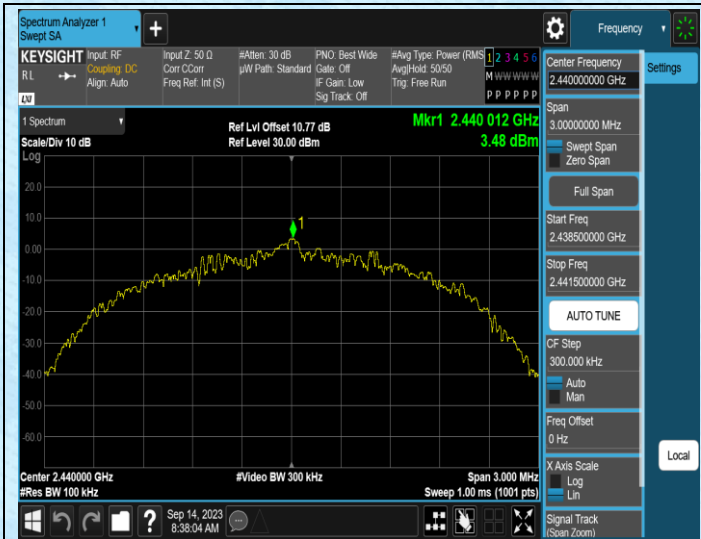 Spectrum Analyzer 1
Swept SA
+
Frequency
KEYSIGHT
RL
LXI
Input: RF
Coupling: DC
Align: Auto
Input Z: 50 Ω
Corr CCorr
Freq Ref: Int (S)
#Atten: 30 dB
µW Path: Standard
PNO: Best Wide
Gate: Off
IF Gain: Low
Sig Track: Off
#Avg Type: Power (RMS
Avg|Hold: 50/50
Trig: Free Run
1 2 3 4 5 6
M W W W W W
P P P P P P
1 Spectrum
Scale/Div 10 dB
Log
Ref Lvl Offset 10.77 dB
Ref Level 30.00 dBm
Mkr1 2.440 012 GHz
3.48 dBm
1
20.0
10.0
0.00
-10.0
-20.0
-30.0
-40.0
-50.0
-60.0
Center 2.440000 GHz
#Res BW 100 kHz
#Video BW 300 kHz
Span 3.000 MHz
Sweep 1.00 ms (1001 pts)
?
Sep 14, 2023
8:38:04 AM
Center Frequency
2.440000000 GHz
Settings
Span
3.00000000 MHz
Swept Span
Zero Span
Full Span
Start Freq
2.438500000 GHz
Stop Freq
2.441500000 GHz
AUTO TUNE
CF Step
300.000 kHz
Auto
Man
Freq Offset
0 Hz
X Axis Scale
Log
Lin
Local
Signal Track
(Span Zoom)